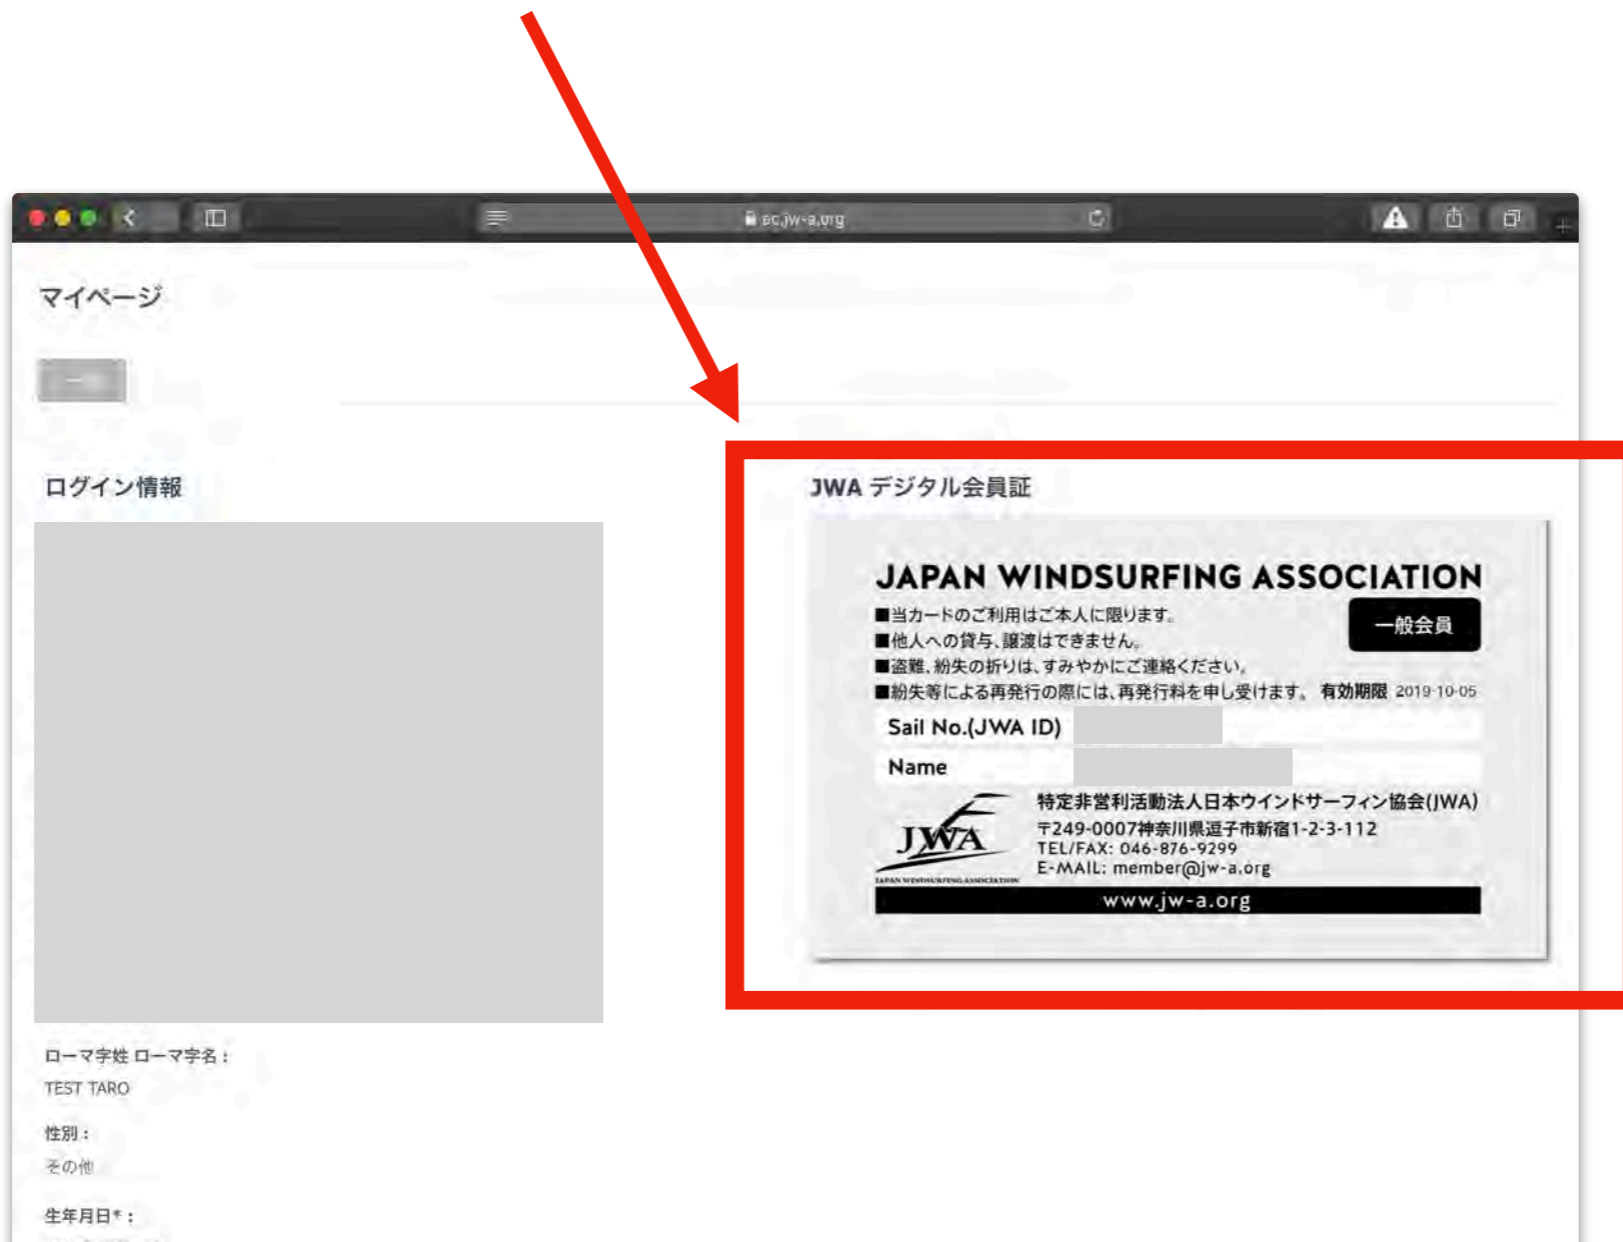 マイページ
ログイン情報
JWA デジタル会員証
JAPAN WINDSURFING ASSOCIATION
■当カードのご利用はご本人に限ります。
■他人への貸与、譲渡はできません。
一般会員
■盗難、紛失の折りは、すみやかにご連絡ください。
■紛失等による再発行の際には、再発行料を申し受けます。 有効期限 2019-10-05
Sail No.(JWA ID)
Name
特定非営利活動法人日本ウインドサーフィン協会(JWA)
〒249-0007神奈川県逗子市新宿1-2-3-112
TEL/FAX: 046-876-9299
E-MAIL: member@jw-a.org
JWA
JAPAN WINDSURFING ASSOCIATION
www.jw-a.org
ローマ字姓 ローマ字名：
TEST TARO
性別：
その他
生年月日*：